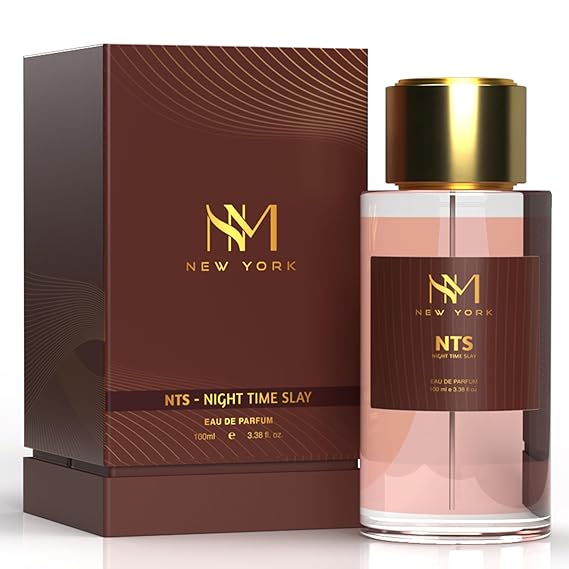 NM
NEW YORK
NTS - NIGHT TIME SLAY
EAU DE PARFUM
100ml e 3.38 fl. oz.
NM
NEW YORK
NTS
NIGHT TIME SLAY
EAU DE PARFUM
100 ml e 3.38 fl oz